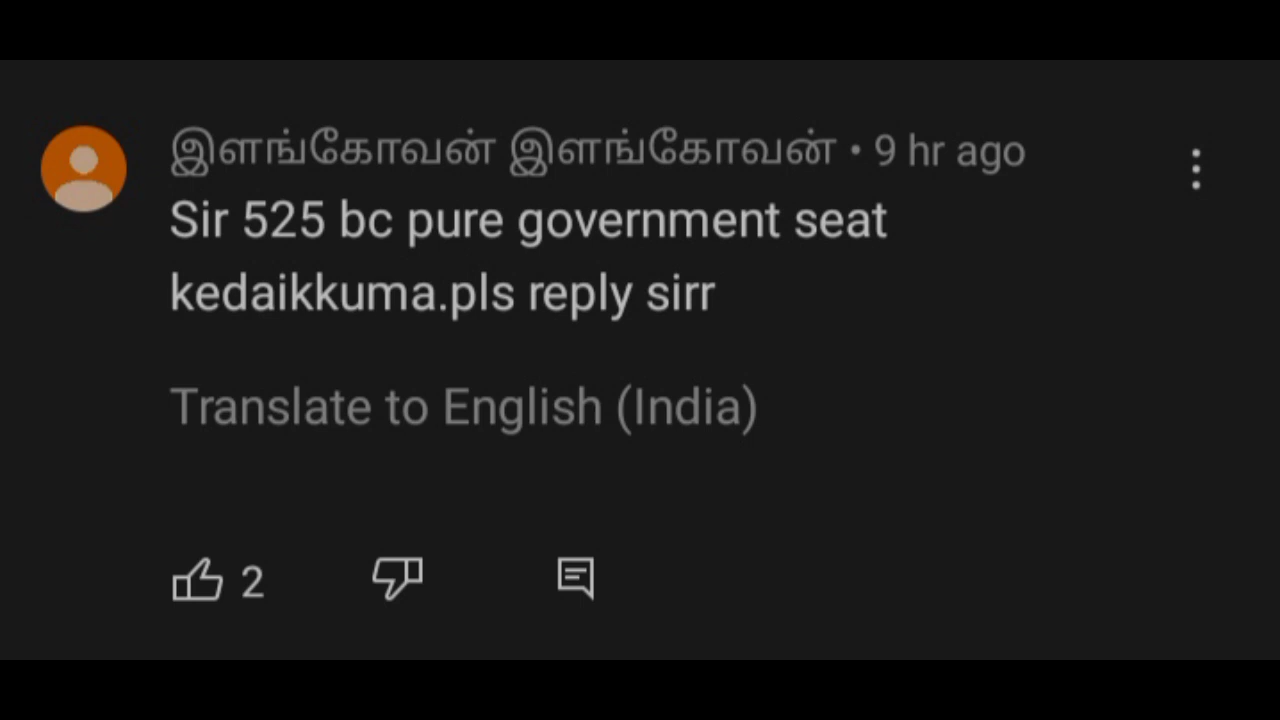 இளங்கோவன் இளங்கோவன் • 9 hr ago
Sir 525 bc pure government seat
kedaikkuma.pls reply sirr
Translate to English (India)
2